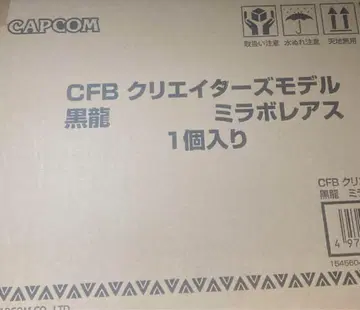 CAPCOM
取扱い注意 水ぬれ注意 天地無用
CFB クリエイターズモデル
黒龍 ミラボレアス
1個入り
CFB クリ
黒龍 ミラ
4 97
154560
APCOM CO., LTD.